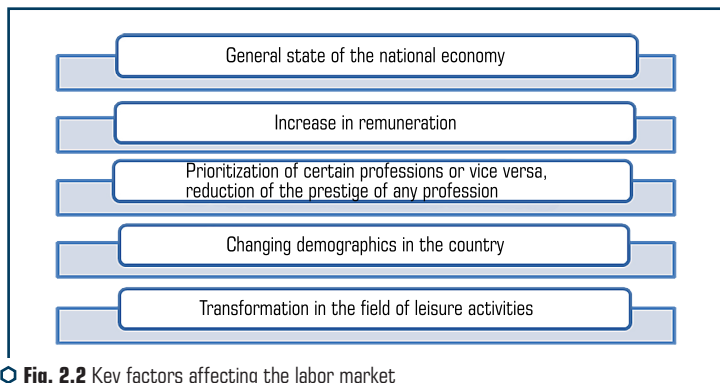 General state of the national economy
Increase in remuneration
Prioritization of certain professions or vice versa,
reduction of the prestige of any profession
Changing demographics in the country
Transformation in the field of leisure activities
Fig. 2.2 Key factors affecting the labor market